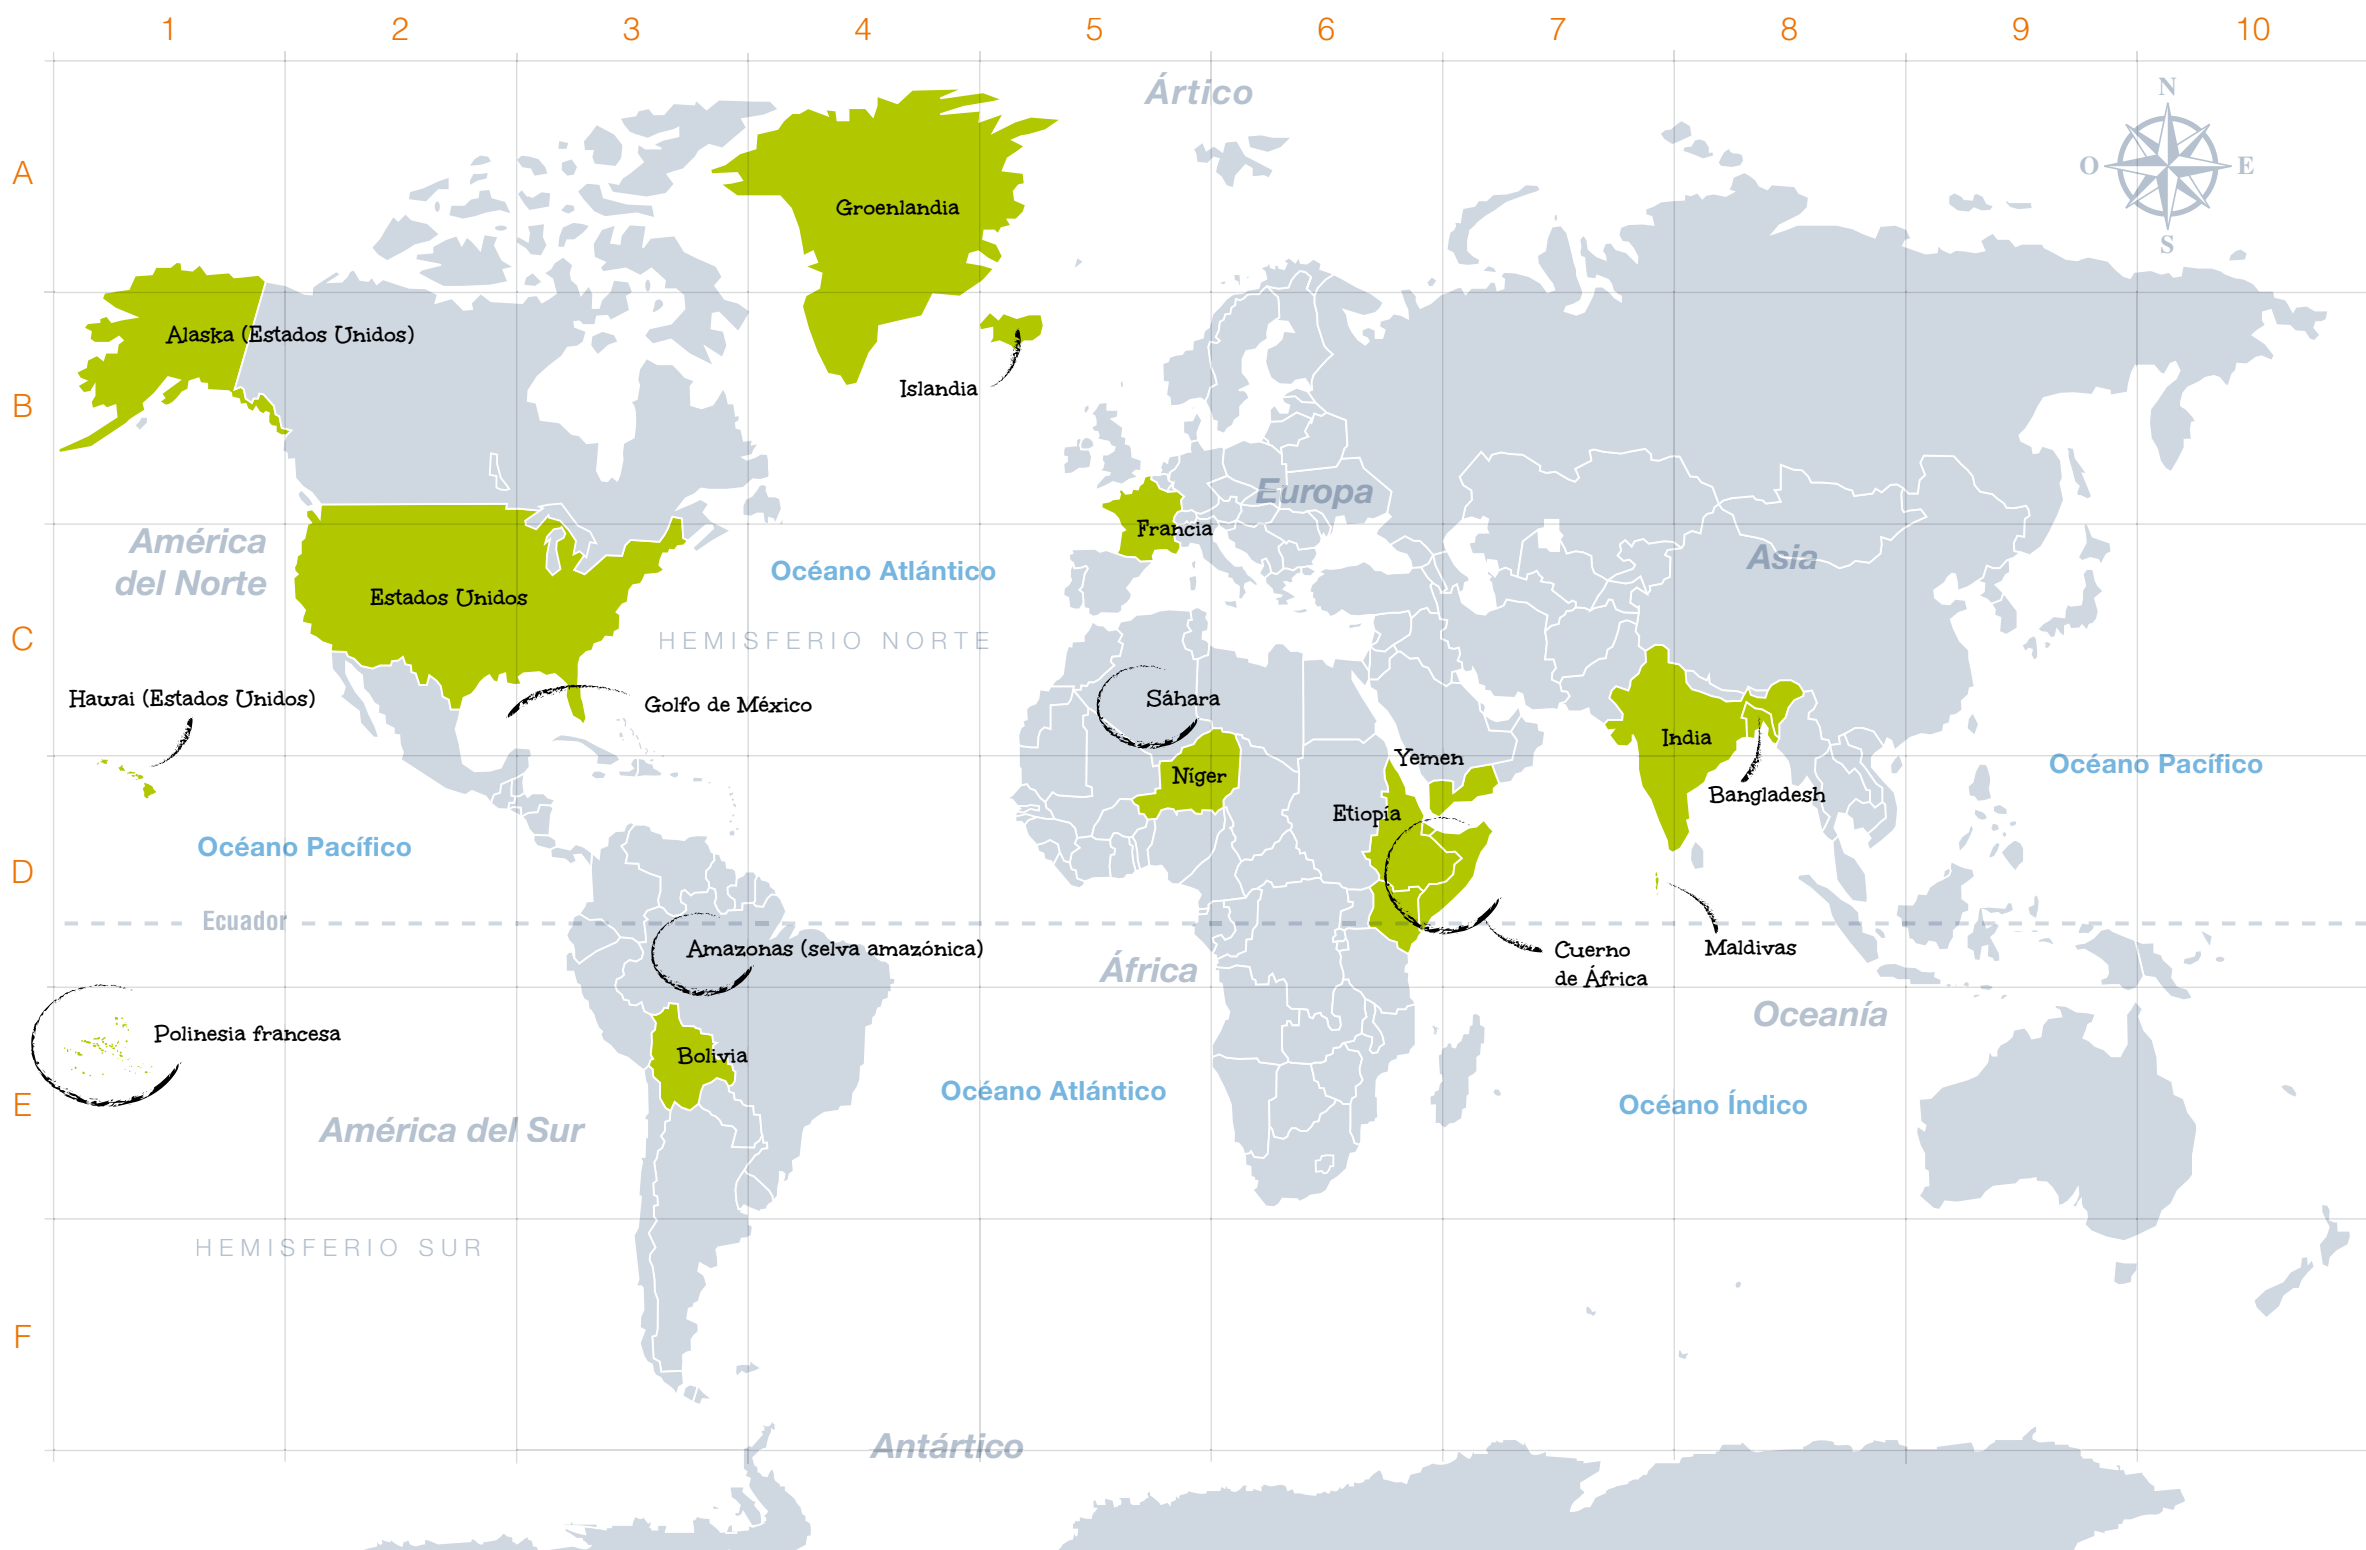 1 2 3 4 5 6 7 8 9 10
Ártico
N
O E
S
A
Groenlandia
Alaska (Estados Unidos)
Islandia
B
Europa
Francia
América
del Norte
Océano Atlántico
Asia
Estados Unidos
C
HEMISFERIO NORTE
Hawai (Estados Unidos)
Golfo de México
Sáhara
India
Yemen
Océano Pacífico
Níger
Bangladesh
Etiopía
Océano Pacífico
D
Ecuador
Amazonas (selva amazónica)
Cuerno
de África
Maldivas
África
Oceanía
Polinesia francesa
Bolivia
Océano Atlántico
E
Océano Índico
América del Sur
HEMISFERIO SUR
F
Antártico